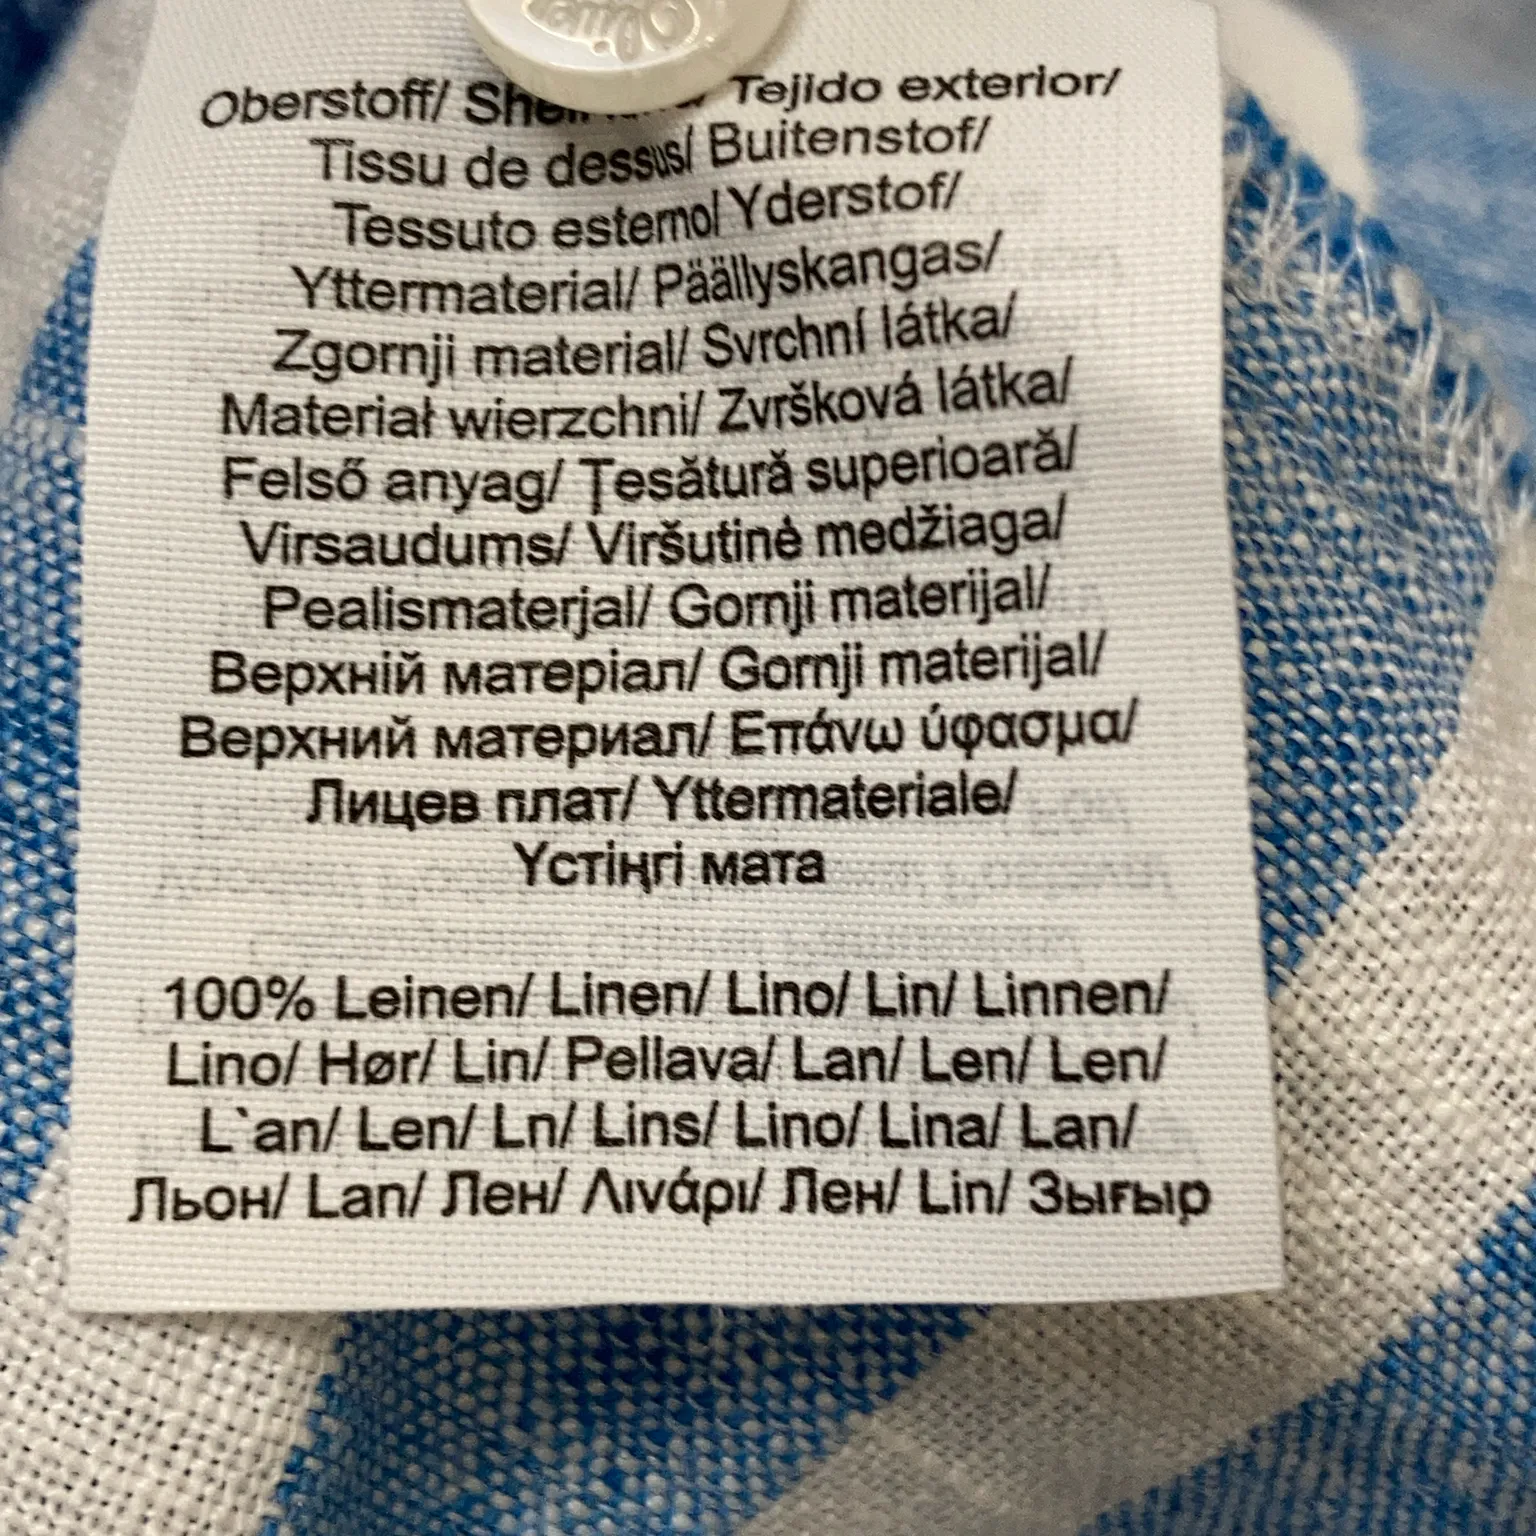 Oberstoff/ Tejido exterior/
Tissu de dessus/ Buitenstof/
Tessuto esterno/ Yderstof/
Yttermaterial/ Päällyskangas/
Zgornji material/ Svrchní látka/
Materiał wierzchni/ Zvršková látka/
Felső anyag/ Ţesătură superioară/
Virsaudums/ Viršutinė medžiaga/
Pealismaterjal/ Gornji materijal/
Верхній матеріал/ Gornji materijal/
Верхний материал/ Επάνω ύφασμα/
Лицев плат/ Yttermateriale/
Үстіңгі мата
100% Leinen/ Linen/ Lino/ Lin/ Linnen/
Lino/ Hør/ Lin/ Pellava/ Lan/ Len/ Len/
L`an/ Len/ Ln/ Lins/ Lino/ Lina/ Lan/
Льон/ Lan/ Лен/ Λινάρι/ Лен/ Lin/ Зығыр